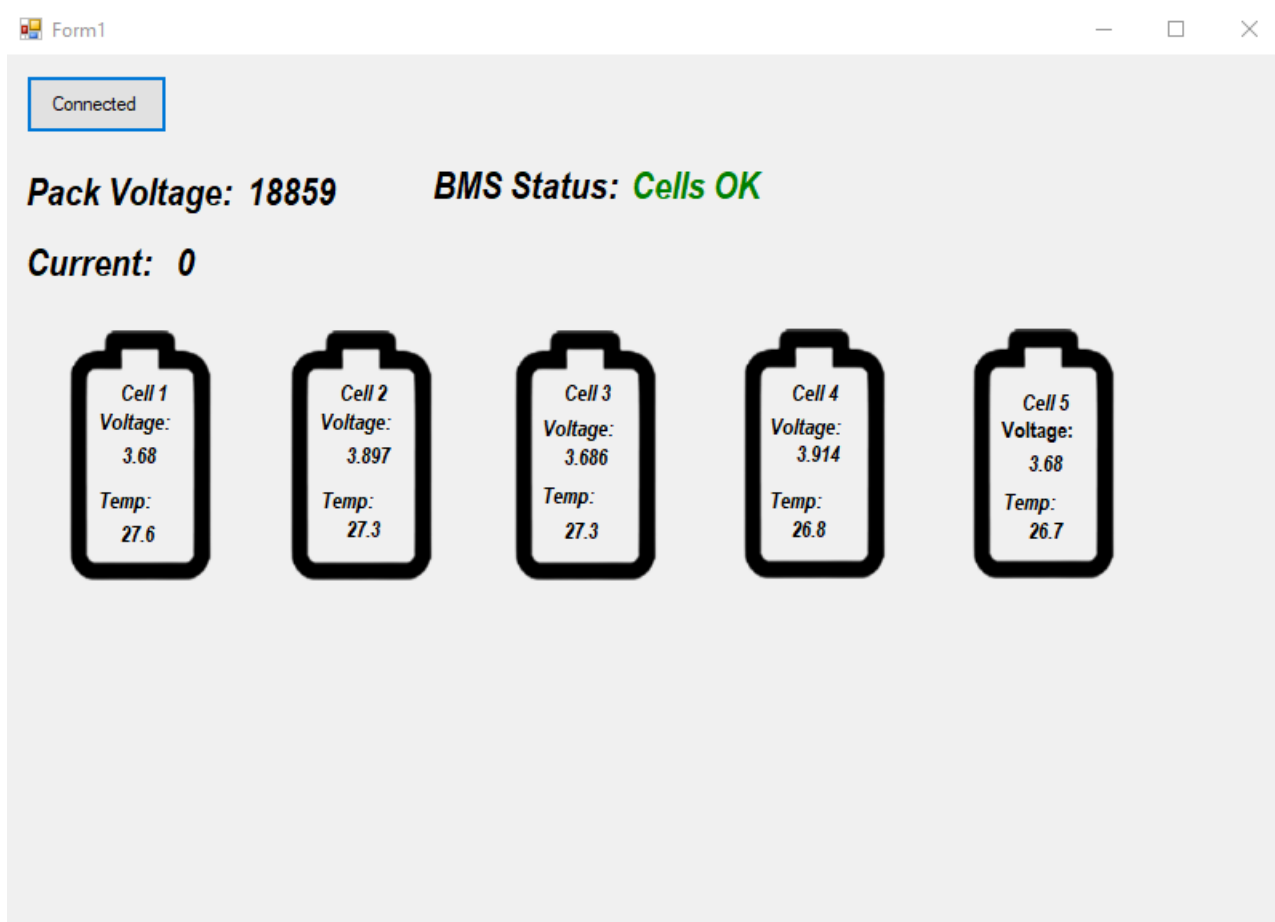 Form1
Connected
Pack Voltage: 18859
BMS Status: Cells OK
Current: 0
Cell 1
Voltage:
3.68
Temp:
27.6
Cell 2
Voltage:
3.897
Temp:
27.3
Cell 3
Voltage:
3.686
Temp:
27.3
Cell 4
Voltage:
3.914
Temp:
26.8
Cell 5
Voltage:
3.68
Temp:
26.7